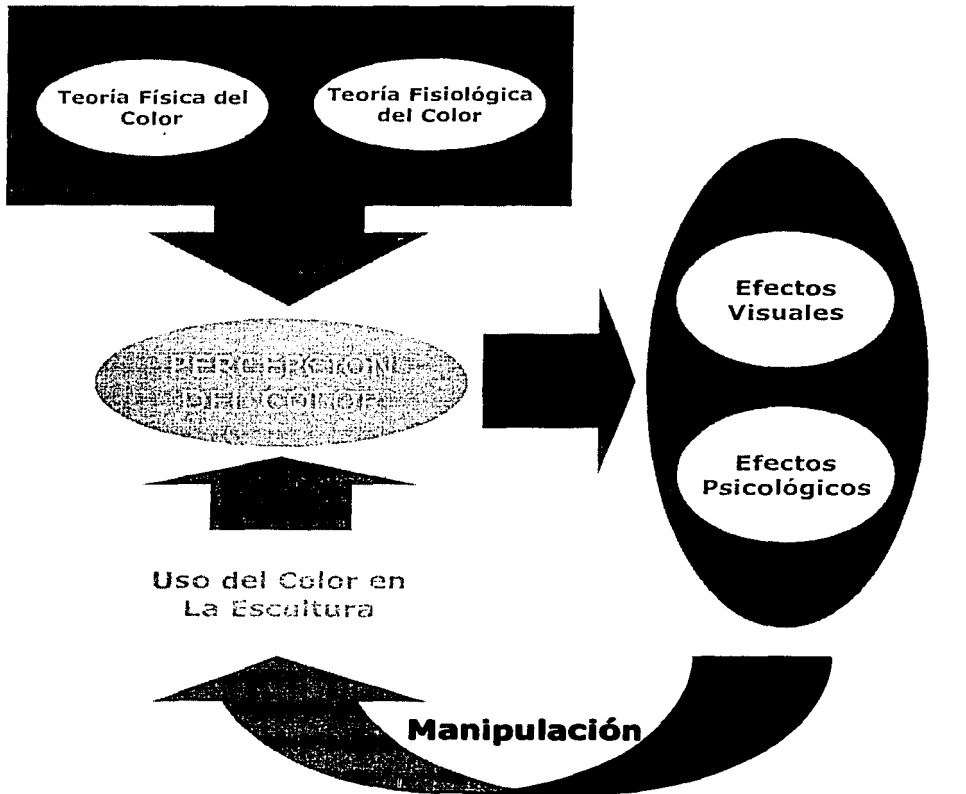 Teoría Física del
Color
Teoría Fisiológica
del Color
Efectos
Visuales
PERCEPCION
DEL COLOR
Efectos
Psicológicos
Uso del Color en
La Escultura
Manipulación